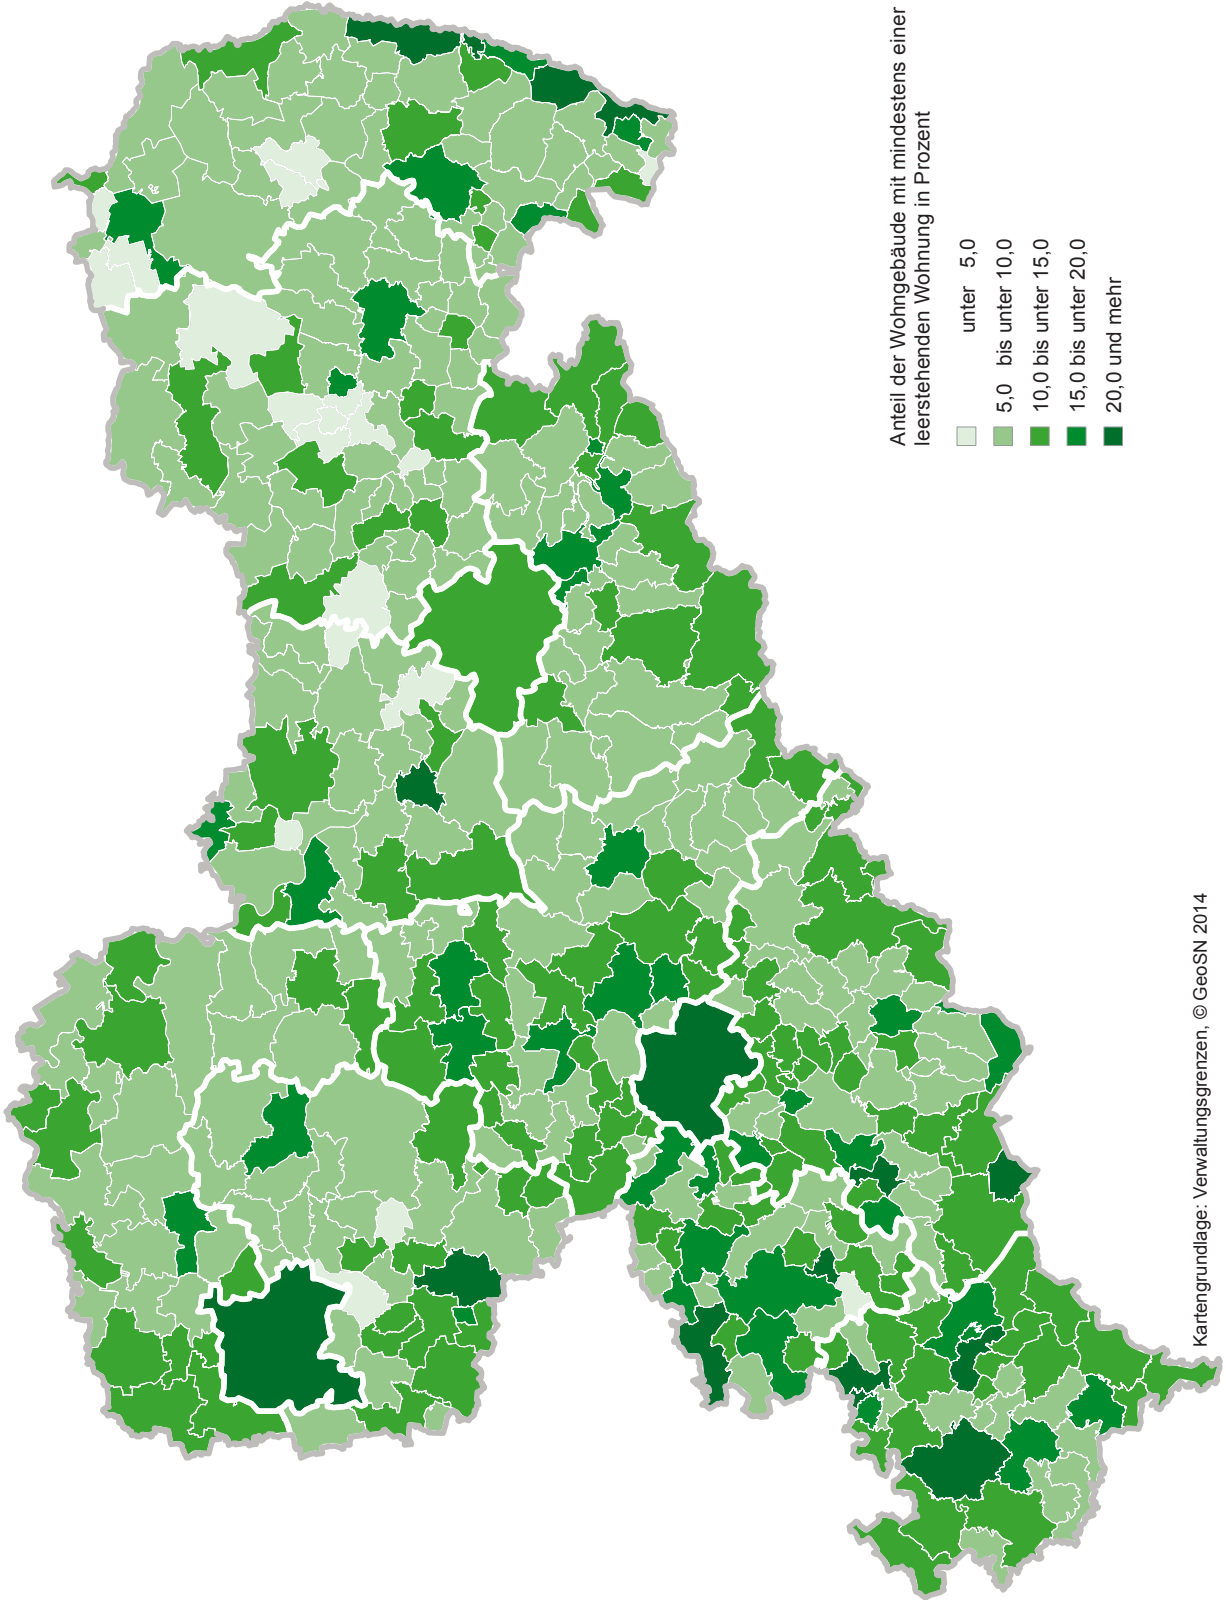 Anteil der Wohngebäude mit mindestens einer
leerstehenden Wohnung in Prozent
unter 5,0
5,0 bis unter 10,0
10,0 bis unter 15,0
15,0 bis unter 20,0
20,0 und mehr
Kartengrundlage: Verwaltungsgrenzen, © GeoSN 2014